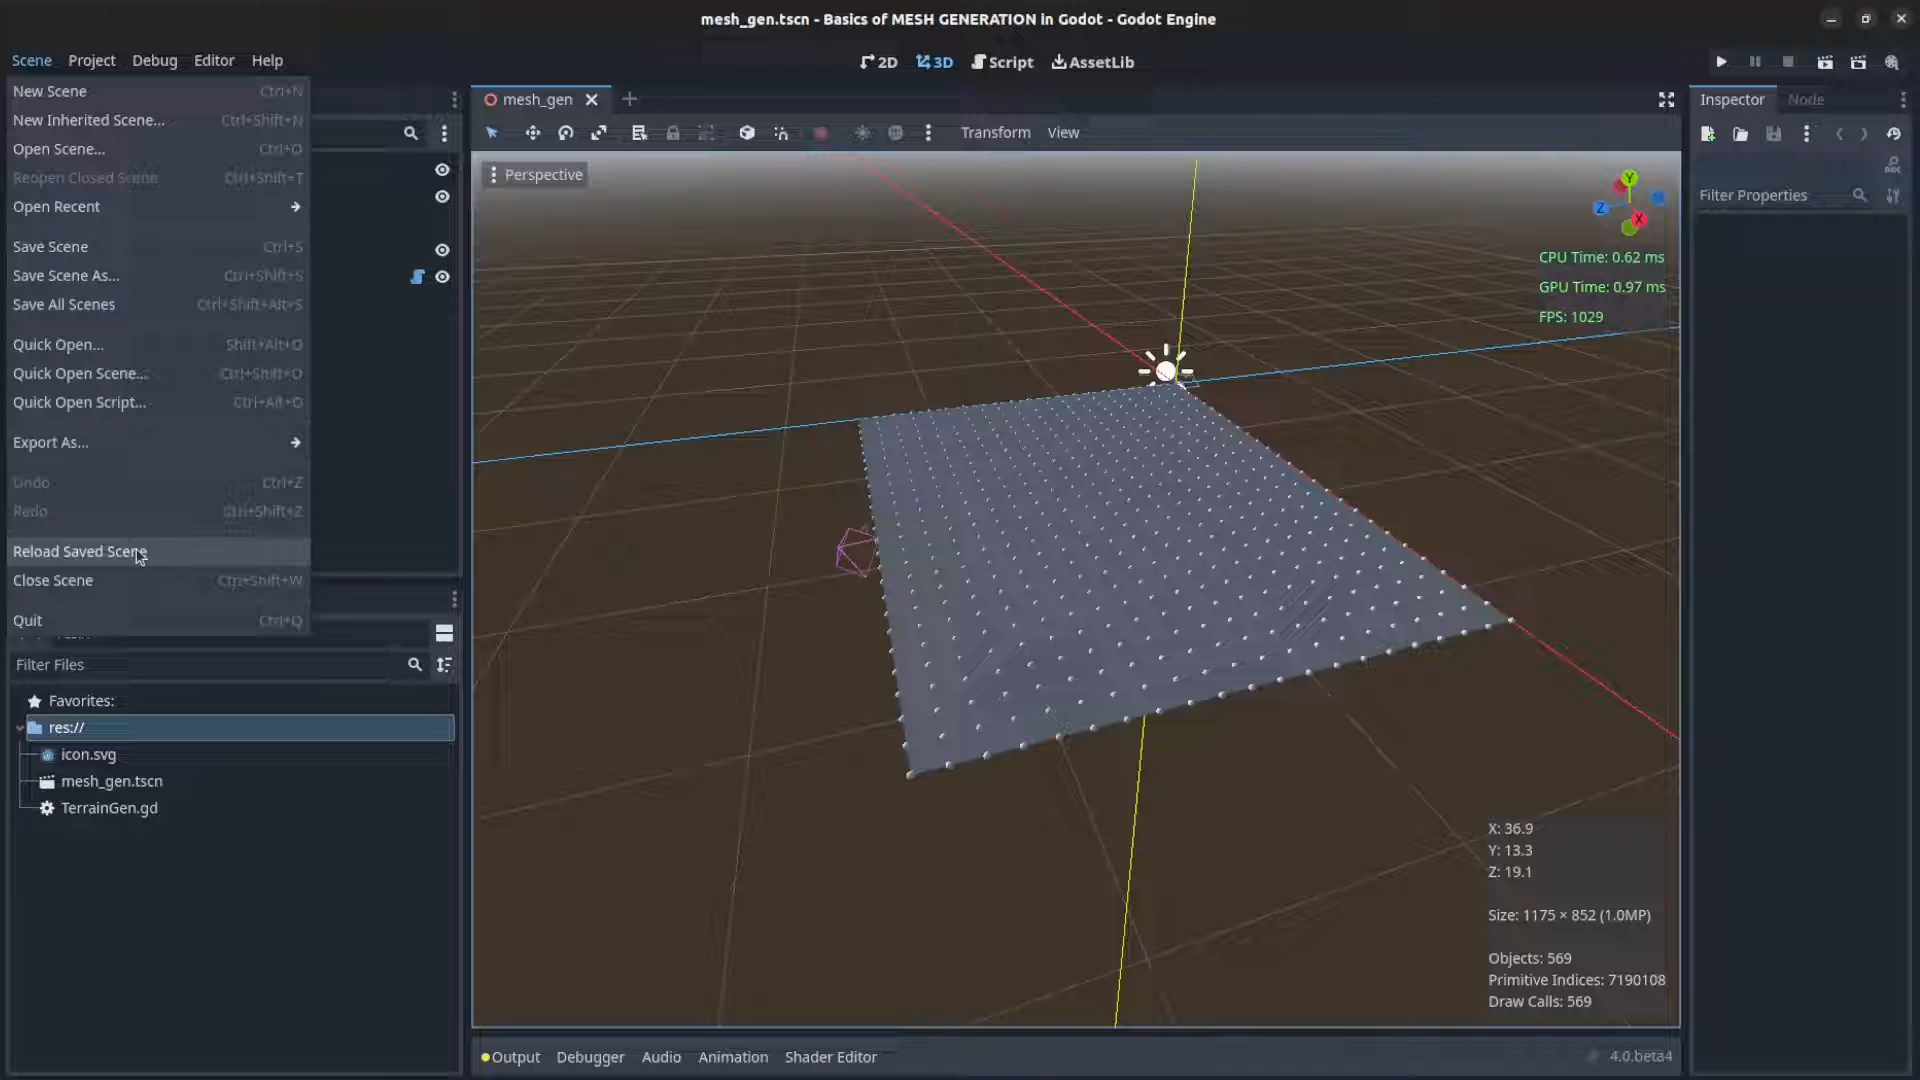 mesh_gen.tscn - Basics of MESH GENERATION in Godot - Godot Engine
Scene Project Debug Editor Help
2D 3D Script AssetLib
New Scene Ctrl+N
New Inherited Scene... Ctrl+Shift+N
Open Scene... Ctrl+O
Reopen Closed Scene Ctrl+Shift+T
Open Recent
Save Scene Ctrl+S
Save Scene As... Ctrl+Shift+S
Save All Scenes Ctrl+Shift+Alt+S
Quick Open... Shift+Alt+O
Quick Open Scene... Ctrl+Shift+O
Quick Open Script... Ctrl+Alt+O
Export As...
Undo Ctrl+Z
Redo Ctrl+Shift+Z
Reload Saved Scene
Close Scene Ctrl+Shift+W
Quit Ctrl+Q
Filter Files
Favorites:
res://
icon.svg
mesh_gen.tscn
TerrainGen.gd
mesh_gen
Transform View
Perspective
Y
Z
X
CPU Time: 0.62 ms
GPU Time: 0.97 ms
FPS: 1029
X: 36.9
Y: 13.3
Z: 19.1
Size: 1175 × 852 (1.0MP)
Objects: 569
Primitive Indices: 7190108
Draw Calls: 569
Output Debugger Audio Animation Shader Editor
4.0.beta4
Inspector Node
Filter Properties